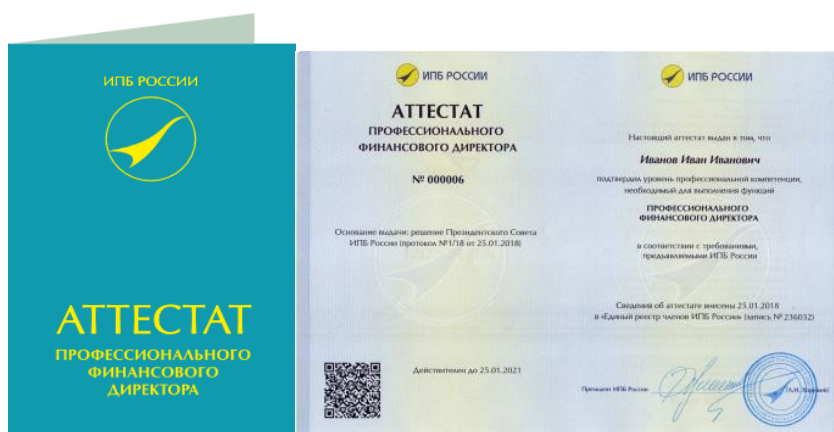 ИПБ РОССИИ
АТТЕСТАТ
ПРОФЕССИОНАЛЬНОГО
ФИНАНСОВОГО
ДИРЕКТОРА
ИПБ РОССИИ
АТТЕСТАТ
ПРОФЕССИОНАЛЬНОГО
ФИНАНСОВОГО ДИРЕКТОРА
№ 000006
Основание выдачи: решение Президентского Совета
ИПБ России (протокол №1/18 от 25.01.2018)
Действителен до 25.01.2021
ИПБ РОССИИ
Настоящий аттестат выдан в том, что
Иванов Иван Иванович
подтвердил уровень профессиональной компетенции,
необходимый для выполнения функций
ПРОФЕССИОНАЛЬНОГО
ФИНАНСОВОГО ДИРЕКТОРА
в соответствии с требованиями,
предъявляемыми ИПБ России
Сведения об аттестате внесены 25.01.2018
в «Единый реестр членов ИПБ России» (запись № 236032)
Президент ИПБ России